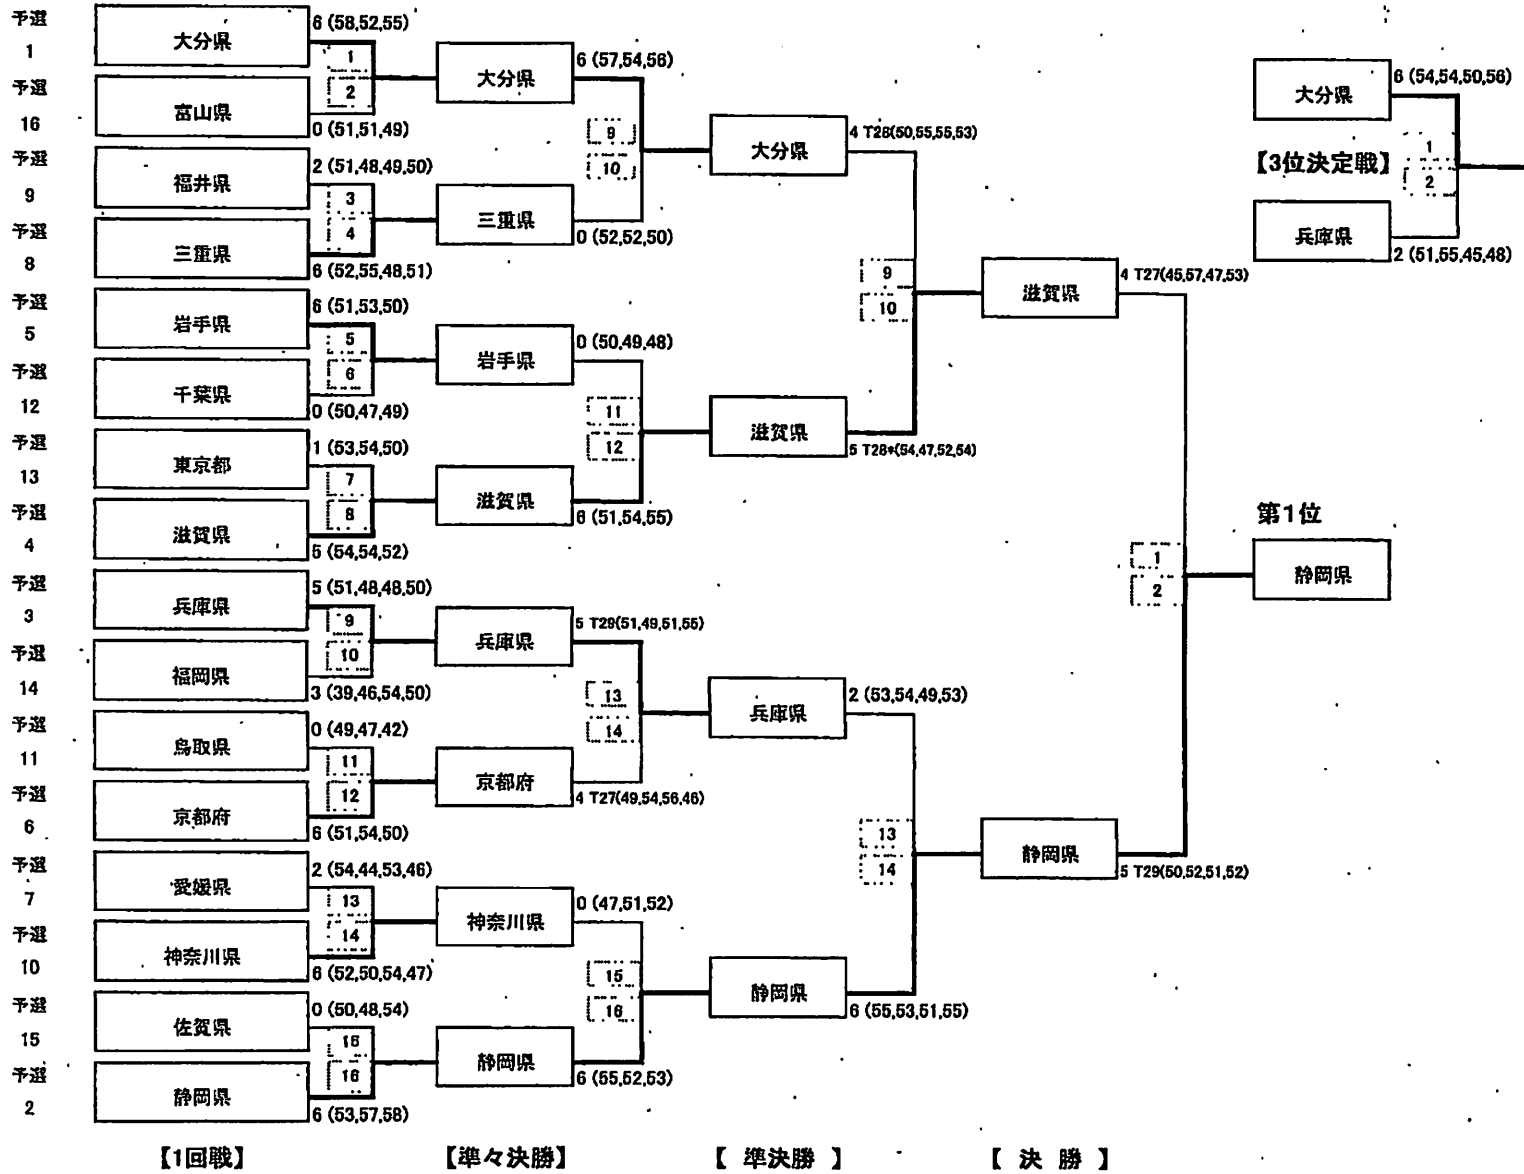 予選
1
大分県
6 (58,52,55)
1
2
予選
16
富山県
0 (51,51,49)
予選
9
福井県
2 (51,48,49,50)
3
4
予選
8
三重県
6 (52,55,48,51)
予選
5
岩手県
6 (51,53,50)
5
6
予選
12
千葉県
0 (50,47,49)
予選
13
東京都
1 (53,54,50)
7
8
予選
4
滋賀県
6 (54,54,52)
予選
3
兵庫県
5 (51,48,48,50)
9
10
予選
14
福岡県
3 (39,46,54,50)
予選
11
鳥取県
0 (49,47,42)
11
12
予選
6
京都府
6 (51,54,50)
予選
7
愛媛県
2 (54,44,53,46)
13
14
予選
10
神奈川県
6 (52,50,54,47)
予選
15
佐賀県
0 (50,48,54)
16
16
予選
2
静岡県
6 (53,57,58)
【1回戦】
大分県
6 (57,54,56)
9
10
三重県
0 (52,52,50)
岩手県
0 (50,49,48)
11
12
滋賀県
6 (51,54,55)
兵庫県
5 T29(51,49,51,55)
13
14
京都府
4 T27(49,54,56,46)
神奈川県
0 (47,51,52)
15
16
静岡県
6 (55,52,53)
【準々決勝】
大分県
4 T28(50,55,55,53)
9
10
滋賀県
5 T28*(54,47,52,54)
兵庫県
2 (53,54,49,53)
13
14
静岡県
6 (55,53,51,55)
【 準決勝 】
滋賀県
4 T27(45,57,47,53)
1
2
静岡県
5 T29(50,52,51,52)
【 決 勝 】
第1位
静岡県
大分県
6 (54,54,50,56)
【3位決定戦】
1
2
兵庫県
2 (51,55,45,48)